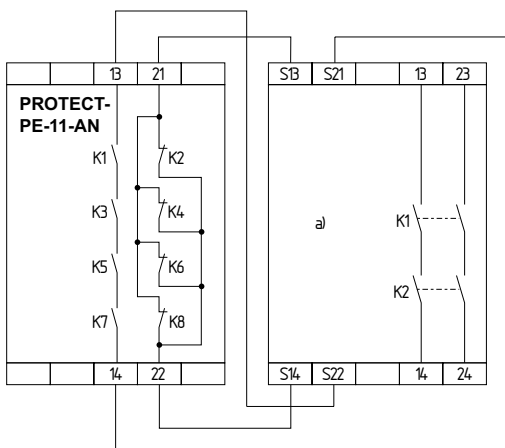 13 21
S13 S21 13 23
PROTECT-
PE-11-AN
K1 K2
K3 K4
K5 K6
K7 K8
a)
K1
K2
14 22
S14 S22 14 24